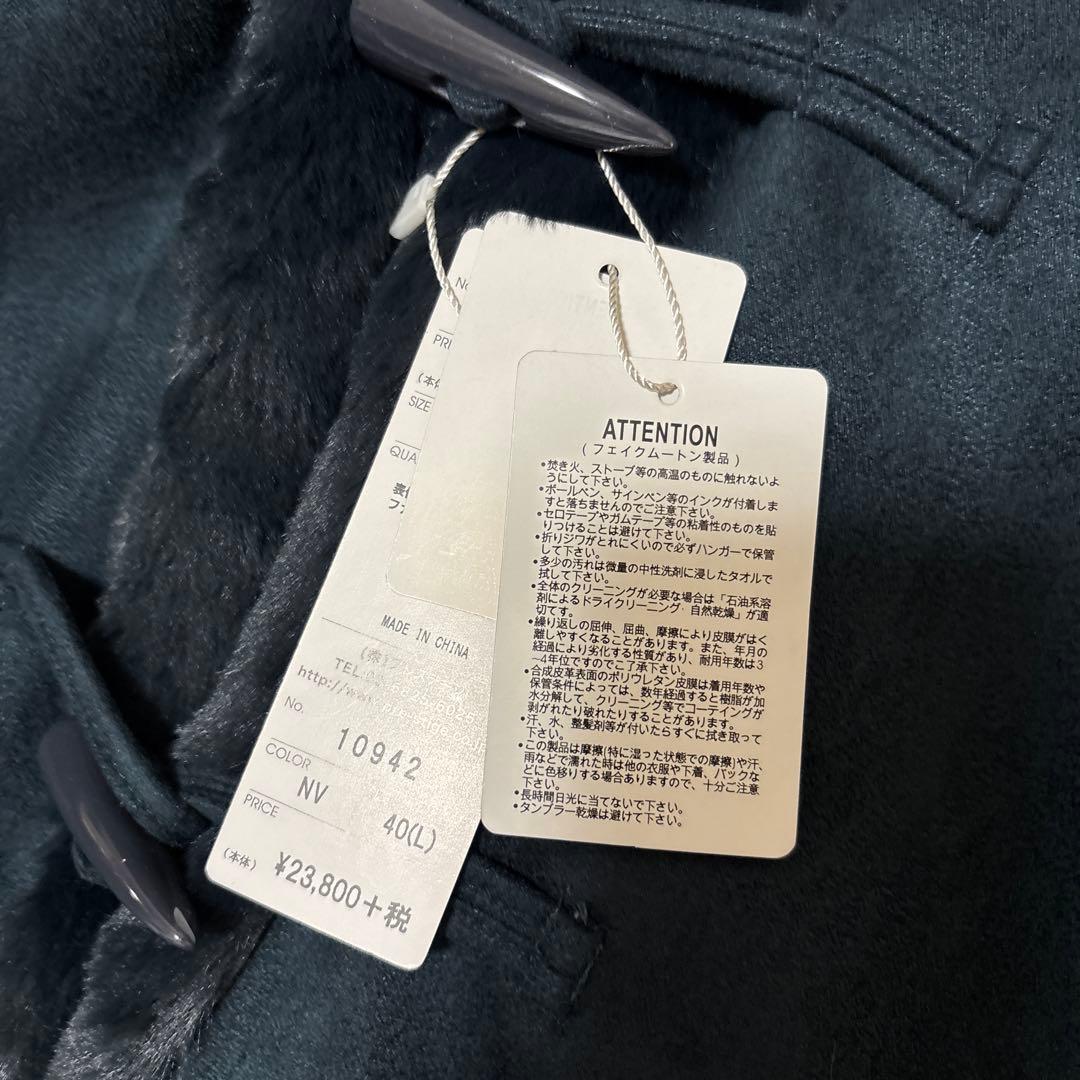 No
PRI
(本体
SIZE
QUA
表
フ
MADE IN CHINA
TEL:
http://www.
No.
10942
COLOR
NV
40(L)
PRICE
(本体) ¥23,800+税
ATTENTION
( フェイクムートン製品 )
•焚き火、ストーブ等の高温のものに触れないよ
うにして下さい。
•ボールペン、サインペン等のインクが付着しま
すと落ちませんのでご注意下さい。
•セロテープやガムテープ等の粘着性のものを貼
りつけることは避けて下さい。
•折りジワがとれにくいので必ずハンガーで保管
して下さい。
•多少の汚れは微量の中性洗剤に浸したタオルで
拭して下さい。
•全体のクリーニングが必要な場合は「石油系溶
剤によるドライクリーニング·自然乾燥」が適
切てす。
•繰り返しの屈伸、屈曲、摩擦により皮膜がはく
離しやすくなることがあります。また、年月の
経過により劣化する性質があり、耐用年数は3
~4年位ですのでご了承下さい。
•合成皮革表面のポリウレタン皮膜は着用年数や
保管条件によっては、数年経過すると樹脂が加
水分解して、クリーニング等でコーティングが
剥がれたり破れたりすることがあります。
•汗、水、整髪剤等が付いたらすぐに拭き取って
下さい。
•この製品は摩擦(特に湿った状態での摩擦)や汗、
雨などで濡れた時は他の衣服や下着、バックな
どに色移りする場合ありますので、十分ご注意
下さい。
•長時間日光に当てないで下さい。
•タンブラー乾燥は避けて下さい。